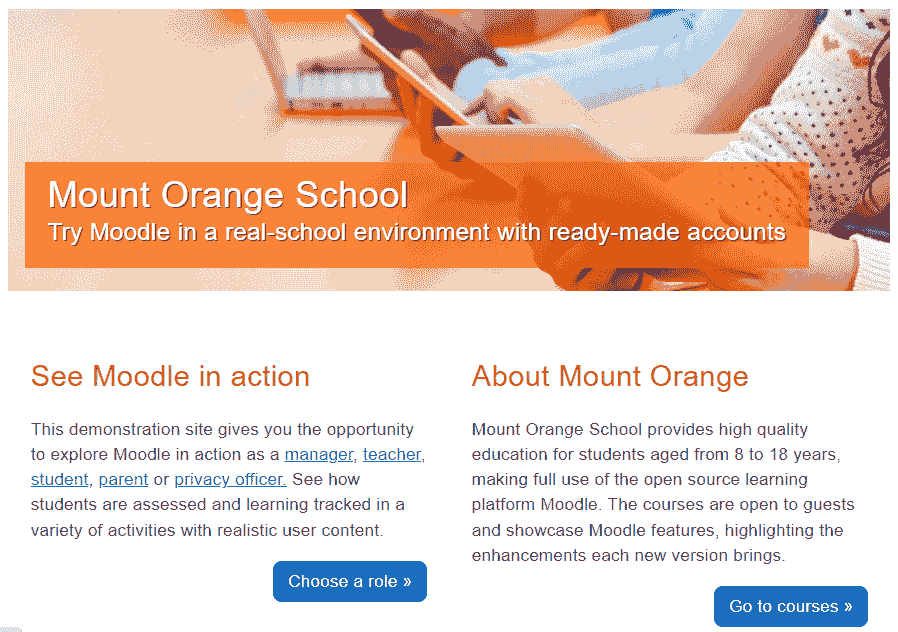 Mount Orange School
Try Moodle in a real-school environment with ready-made accounts
See Moodle in action
This demonstration site gives you the opportunity
to explore Moodle in action as a manager, teacher,
student, parent or privacy officer. See how
students are assessed and learning tracked in a
variety of activities with realistic user content.
Choose a role »
About Mount Orange
Mount Orange School provides high quality
education for students aged from 8 to 18 years,
making full use of the open source learning
platform Moodle. The courses are open to guests
and showcase Moodle features, highlighting the
enhancements each new version brings.
Go to courses »